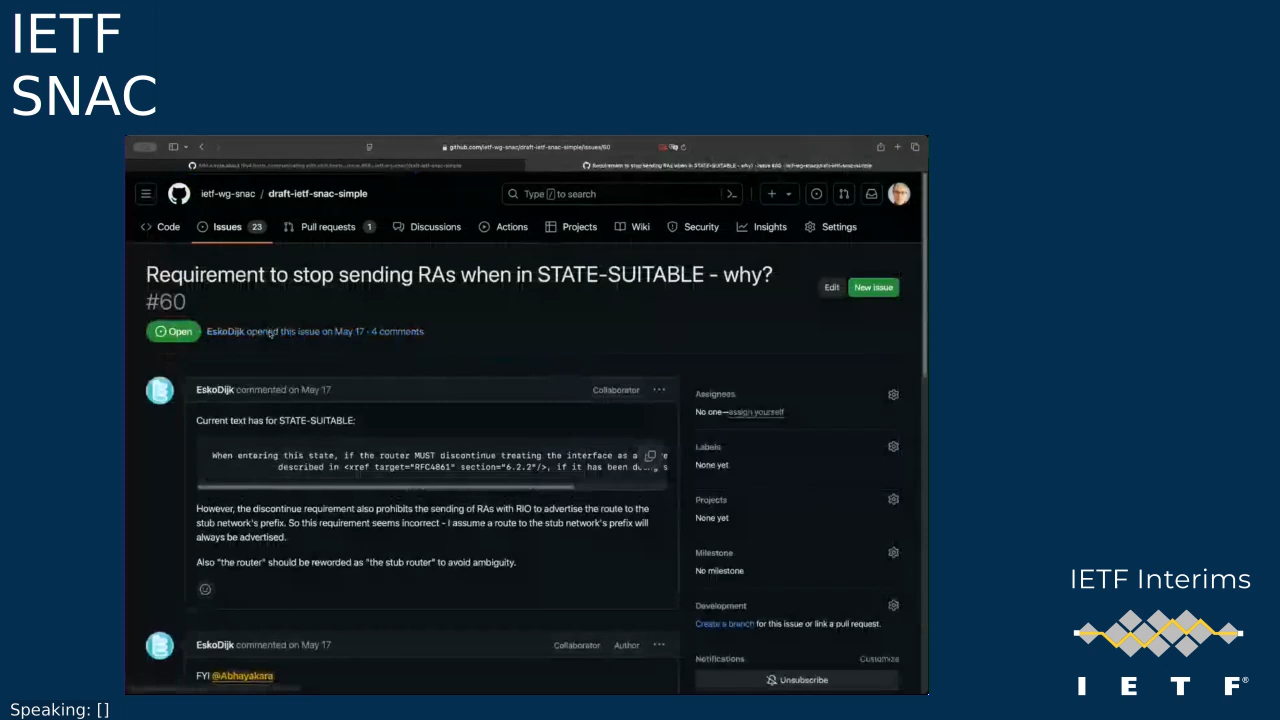 IETF
SNAC
github.com/ietf-wg-snac/draft-ietf-snac-simple/issues/60
ietf-wg-snac / draft-ietf-snac-simple
Type / to search
Code
Issues 23
Pull requests 1
Discussions
Actions
Projects
Wiki
Security
Insights
Settings
Requirement to stop sending RAs when in STATE-SUITABLE - why?
#60
Edit
New issue
Open
EskoDijk opened this issue on May 17 · 4 comments
EskoDijk commented on May 17
Collaborator
Current text has for STATE-SUITABLE:
When entering this state, if the router MUST discontinue treating the interface as a
described in <xref target="RFC4861" section="6.2.2"/>, if it has been
However, the discontinue requirement also prohibits the sending of RAs with RIO to advertise the route to the
stub network's prefix. So this requirement seems incorrect - I assume a route to the stub network's prefix will
always be advertised.
Also "the router" should be reworded as "the stub router" to avoid ambiguity.
Assignees
No one—assign yourself
Labels
None yet
Projects
None yet
Milestone
No milestone
Development
Create a branch for this issue or link a pull request.
Notifications
Customize
Unsubscribe
EskoDijk commented on May 17
Collaborator
Author
FYI @Abhayakara
IETF Interims
I E T F®
Speaking: []